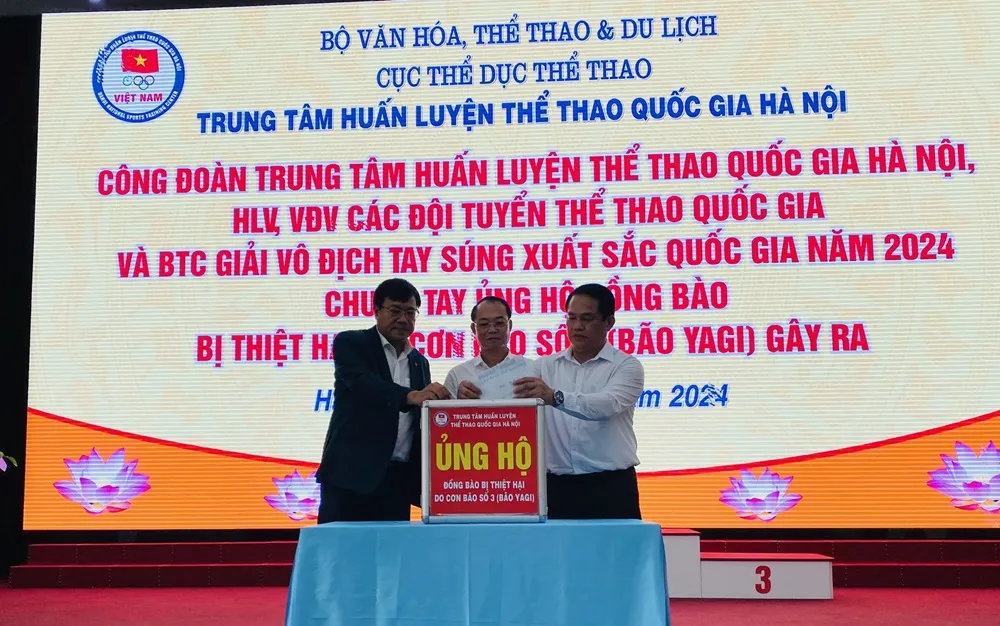 BỘ VĂN HÓA, THỂ THAO & DU LỊCH
CỤC THỂ DỤC THỂ THAO
TRUNG TÂM HUẤN LUYỆN THỂ THAO QUỐC GIA HÀ NỘI
VIỆT NAM
CÔNG ĐOÀN TRUNG TÂM HUẤN LUYỆN THỂ THAO QUỐC GIA HÀ NỘI,
HLV, VĐV CÁC ĐỘI TUYỂN THỂ THAO QUỐC GIA
VÀ BTC GIẢI VÔ ĐỊCH TAY SÚNG XUẤT SẮC QUỐC GIA NĂM 2024
TAY ỦNG HỘ BÀO
BỊ THIỆT CƠN (BÃO YAGI) GÂY RA
2024
TRUNG TÂM HUẤN LUYỆN
THỂ THAO QUỐC GIA HÀ NỘI
ỦNG HỘ
ĐỒNG BÀO BỊ THIỆT HẠI
DO CƠN BÃO SỐ 3 (BÃO YAGI)
3